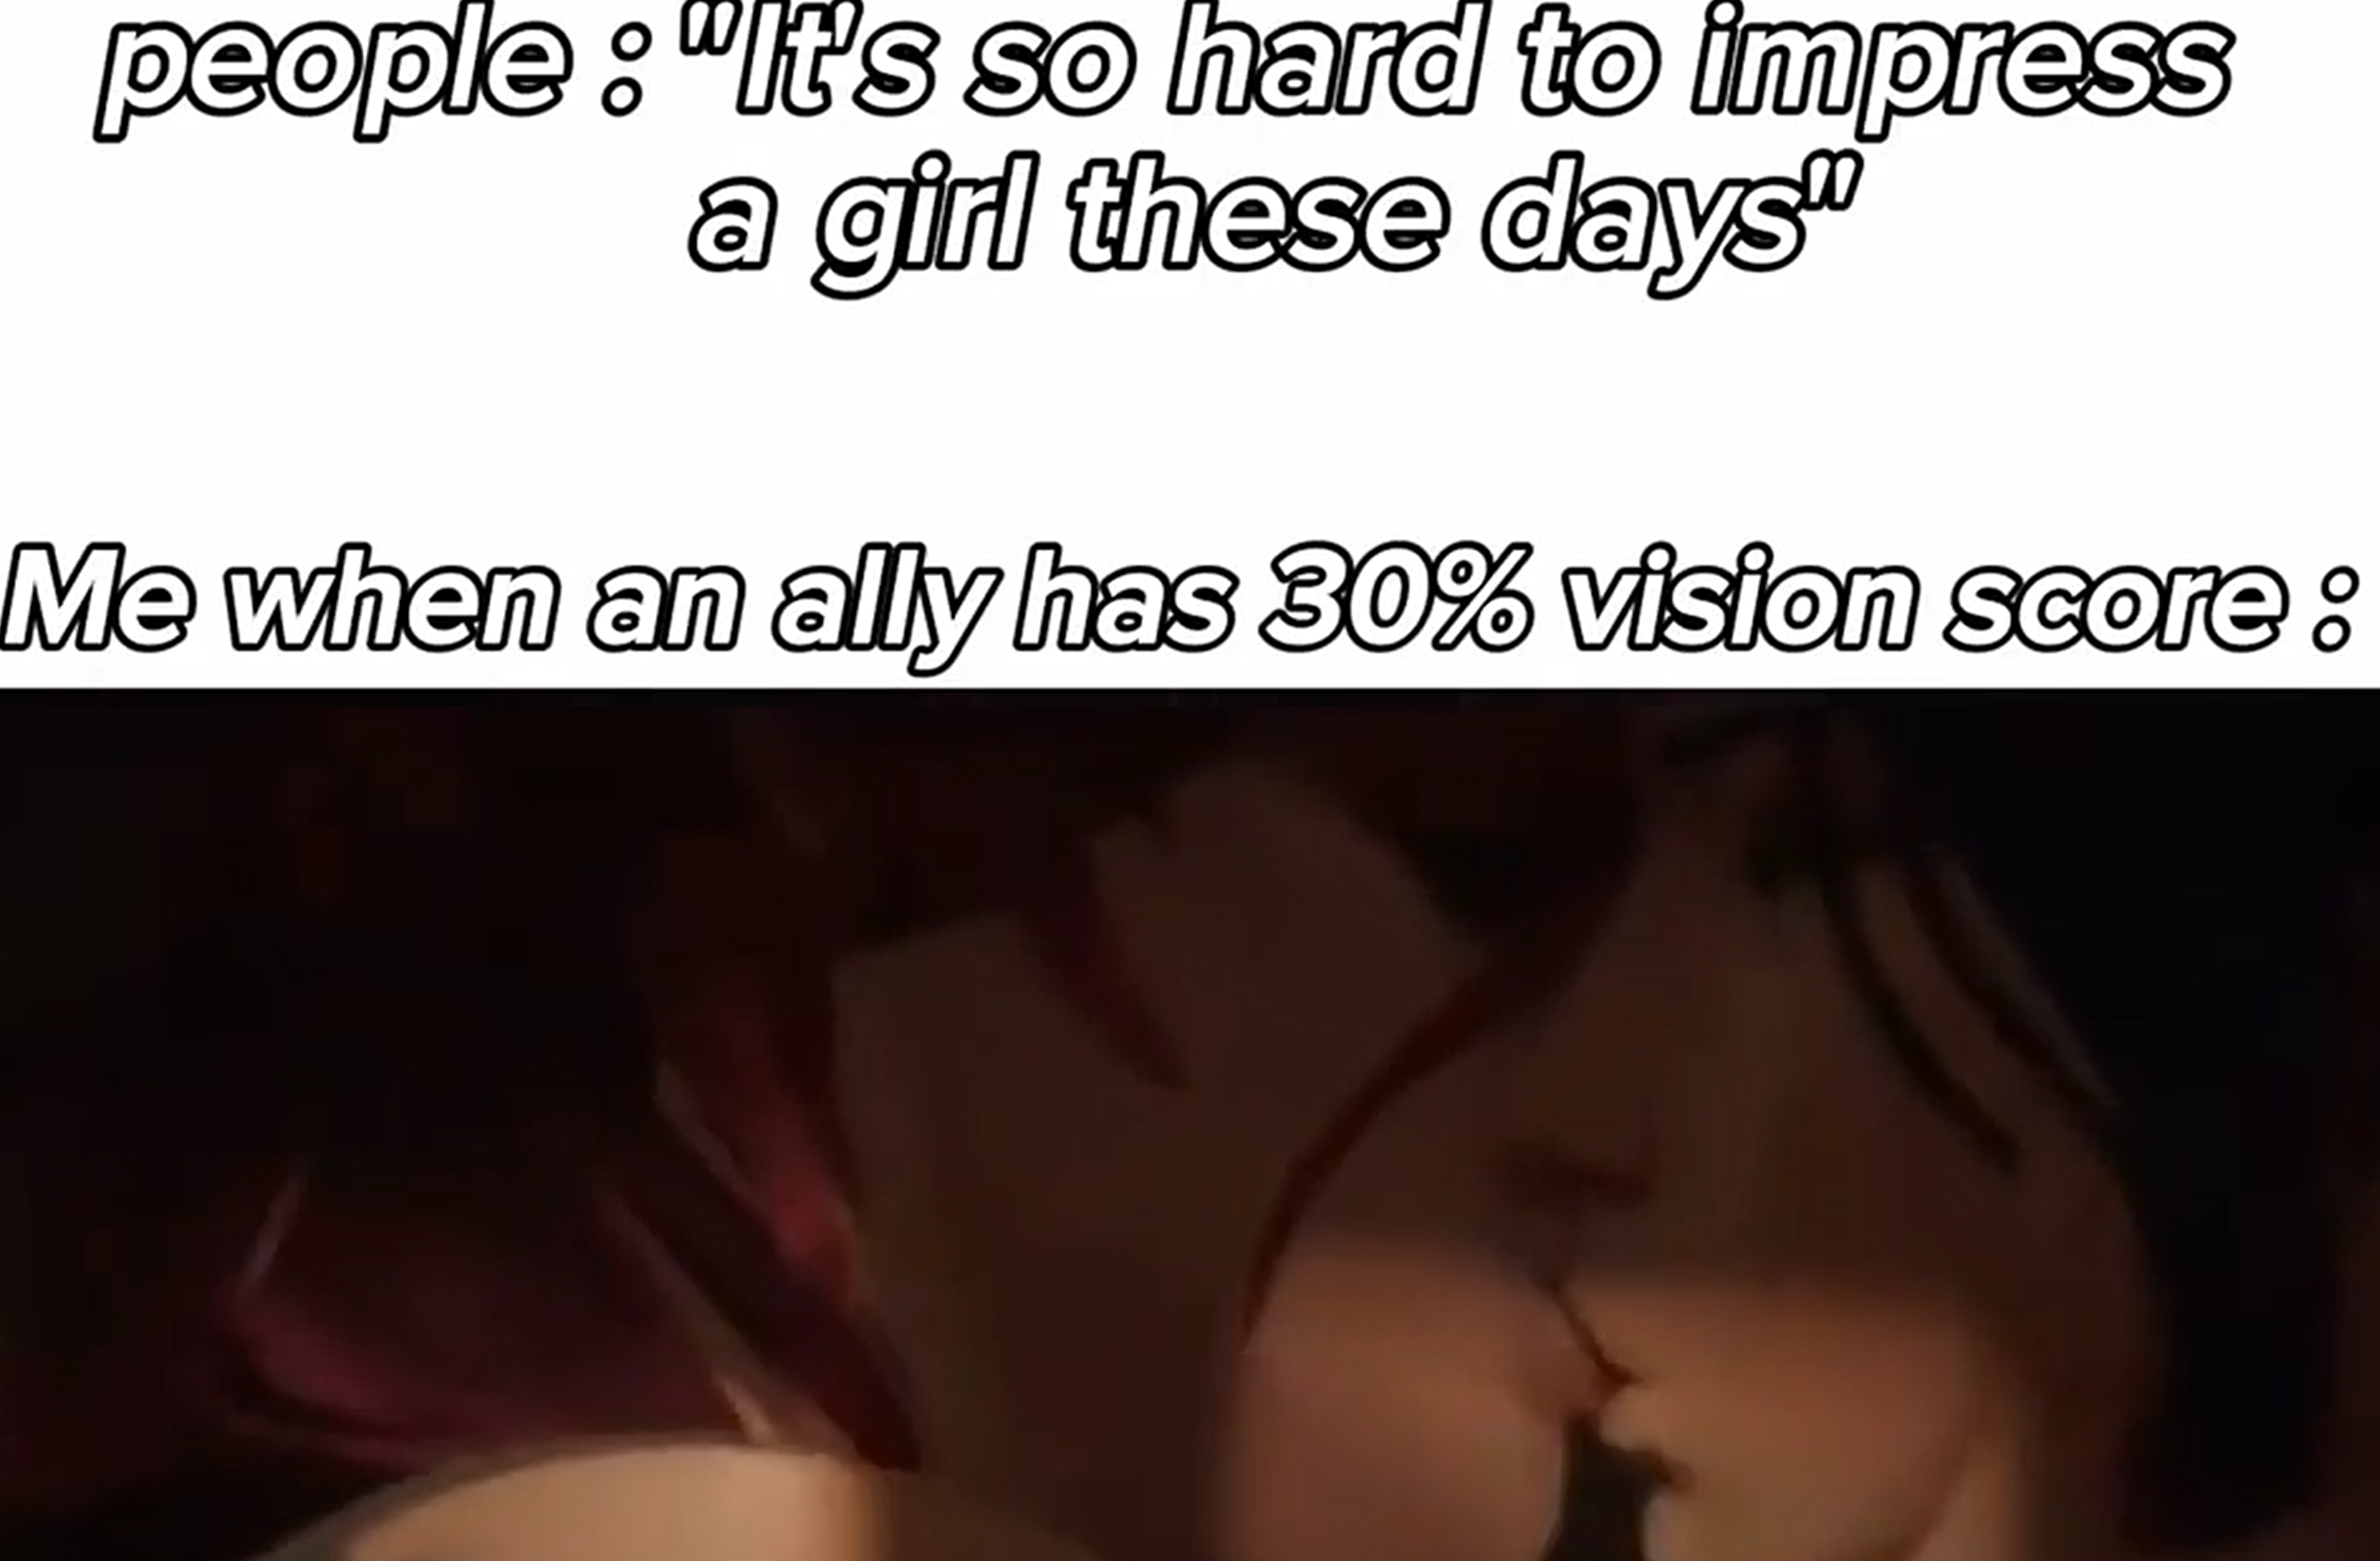 people : "It's so hard to impress
a girl these days"
Me when an ally has 30% vision score :